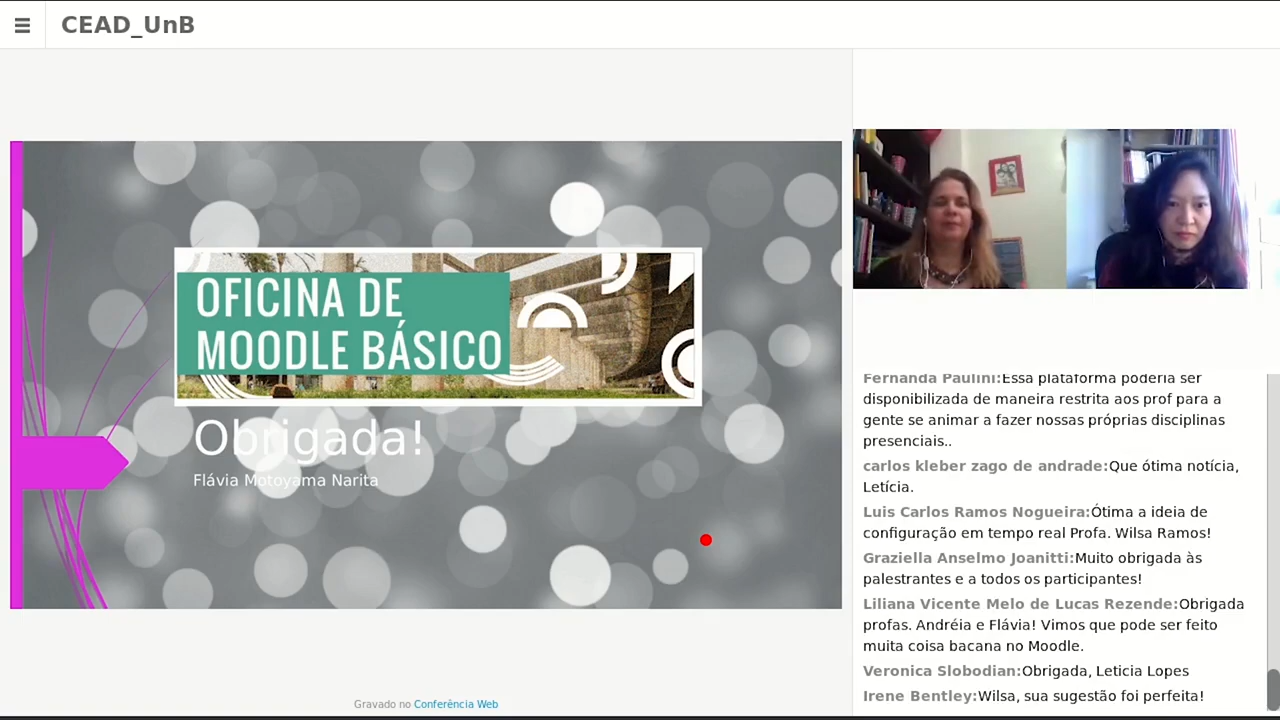 CEAD_UnB
OFICINA DE
MOODLE BÁSICO
Obrigada!
Flávia Motoyama Narita
Gravado no Conferência Web
Fernanda Paulini:Essa plataforma poderia ser
disponibilizada de maneira restrita aos prof para a
gente se animar a fazer nossas próprias disciplinas
presenciais..
carlos kleber zago de andrade:Que ótima notícia,
Letícia.
Luis Carlos Ramos Nogueira:Ótima a ideia de
configuração em tempo real Profa. Wilsa Ramos!
Graziella Anselmo Joanitti:Muito obrigada às
palestrantes e a todos os participantes!
Liliana Vicente Melo de Lucas Rezende:Obrigada
profas. Andréia e Flávia! Vimos que pode ser feito
muita coisa bacana no Moodle.
Veronica Slobodian:Obrigada, Leticia Lopes
Irene Bentley:Wilsa, sua sugestão foi perfeita!